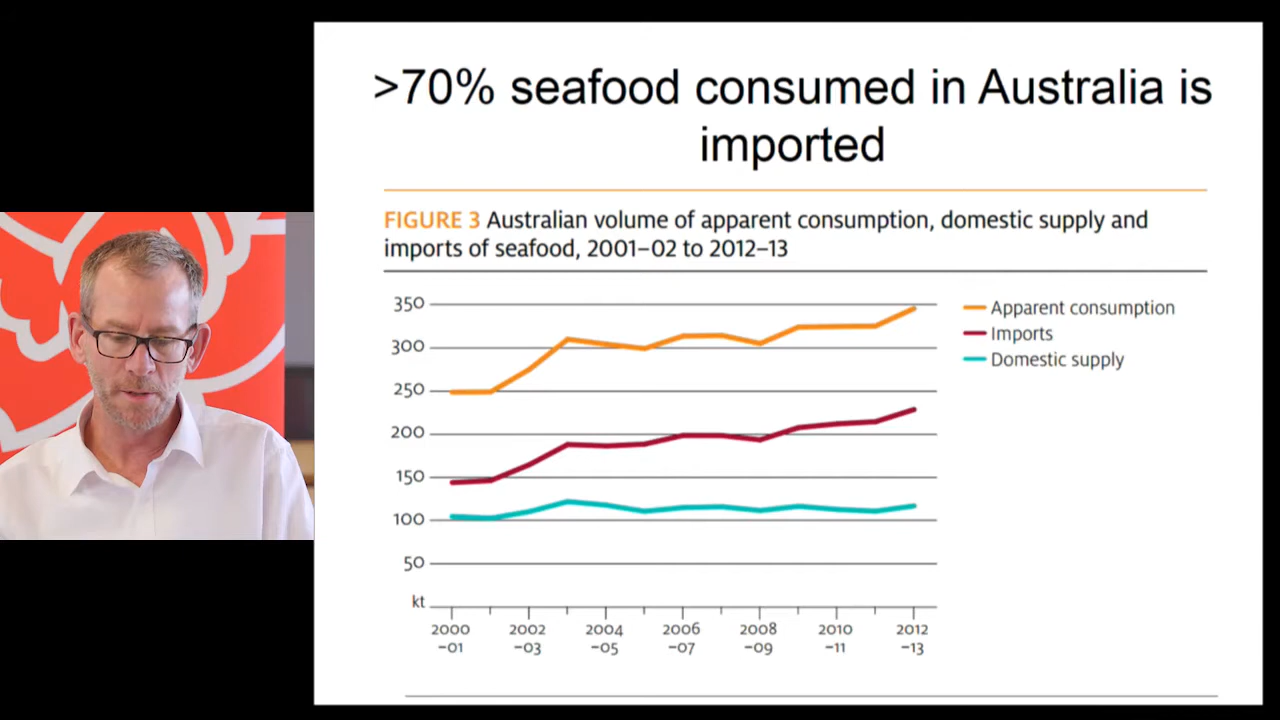 >70% seafood consumed in Australia is
imported
FIGURE 3 Australian volume of apparent consumption, domestic supply and
imports of seafood, 2001–02 to 2012–13
350
300
250
200
150
100
50
kt
Apparent consumption
Imports
Domestic supply
2000 2002 2004 2006 2008 2010 2012
–01 –03 –05 –07 –09 –11 –13